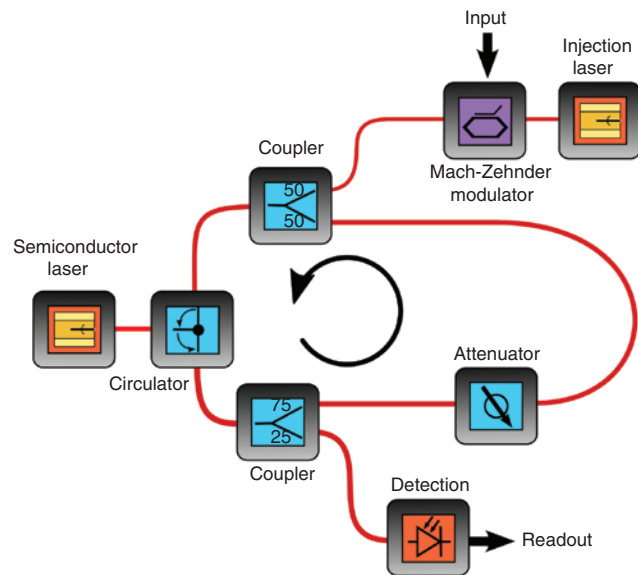 Input
Injection
laser
Mach-Zehnder
modulator
Coupler
50
50
Semiconductor
laser
Circulator
Attenuator
75
25
Coupler
Detection
Readout